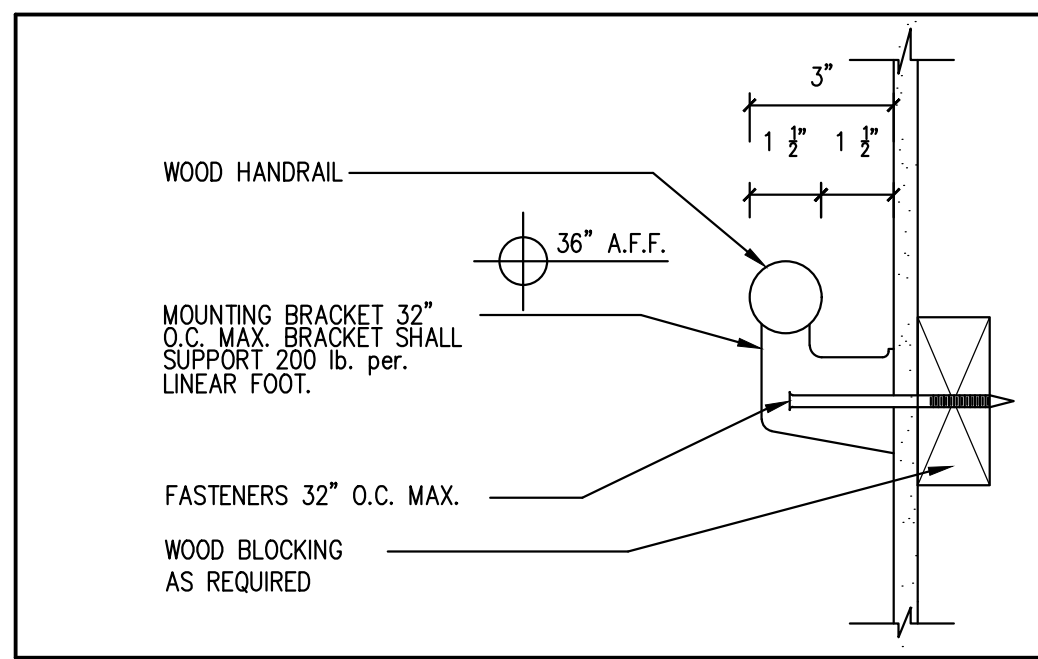 3”
1 1/2” 1 1/2”
WOOD HANDRAIL
36” A.F.F.
MOUNTING BRACKET 32”
O.C. MAX. BRACKET SHALL
SUPPORT 200 lb. per.
LINEAR FOOT.
FASTENERS 32” O.C. MAX.
WOOD BLOCKING
AS REQUIRED